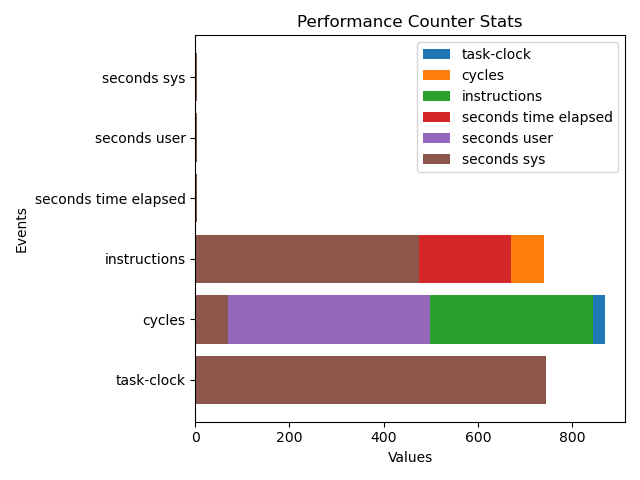 Performance Counter Stats
task-clock
cycles
instructions
seconds time elapsed
seconds user
seconds sys
Events
seconds sys
seconds user
seconds time elapsed
instructions
cycles
task-clock
0 200 400 600 800
Values